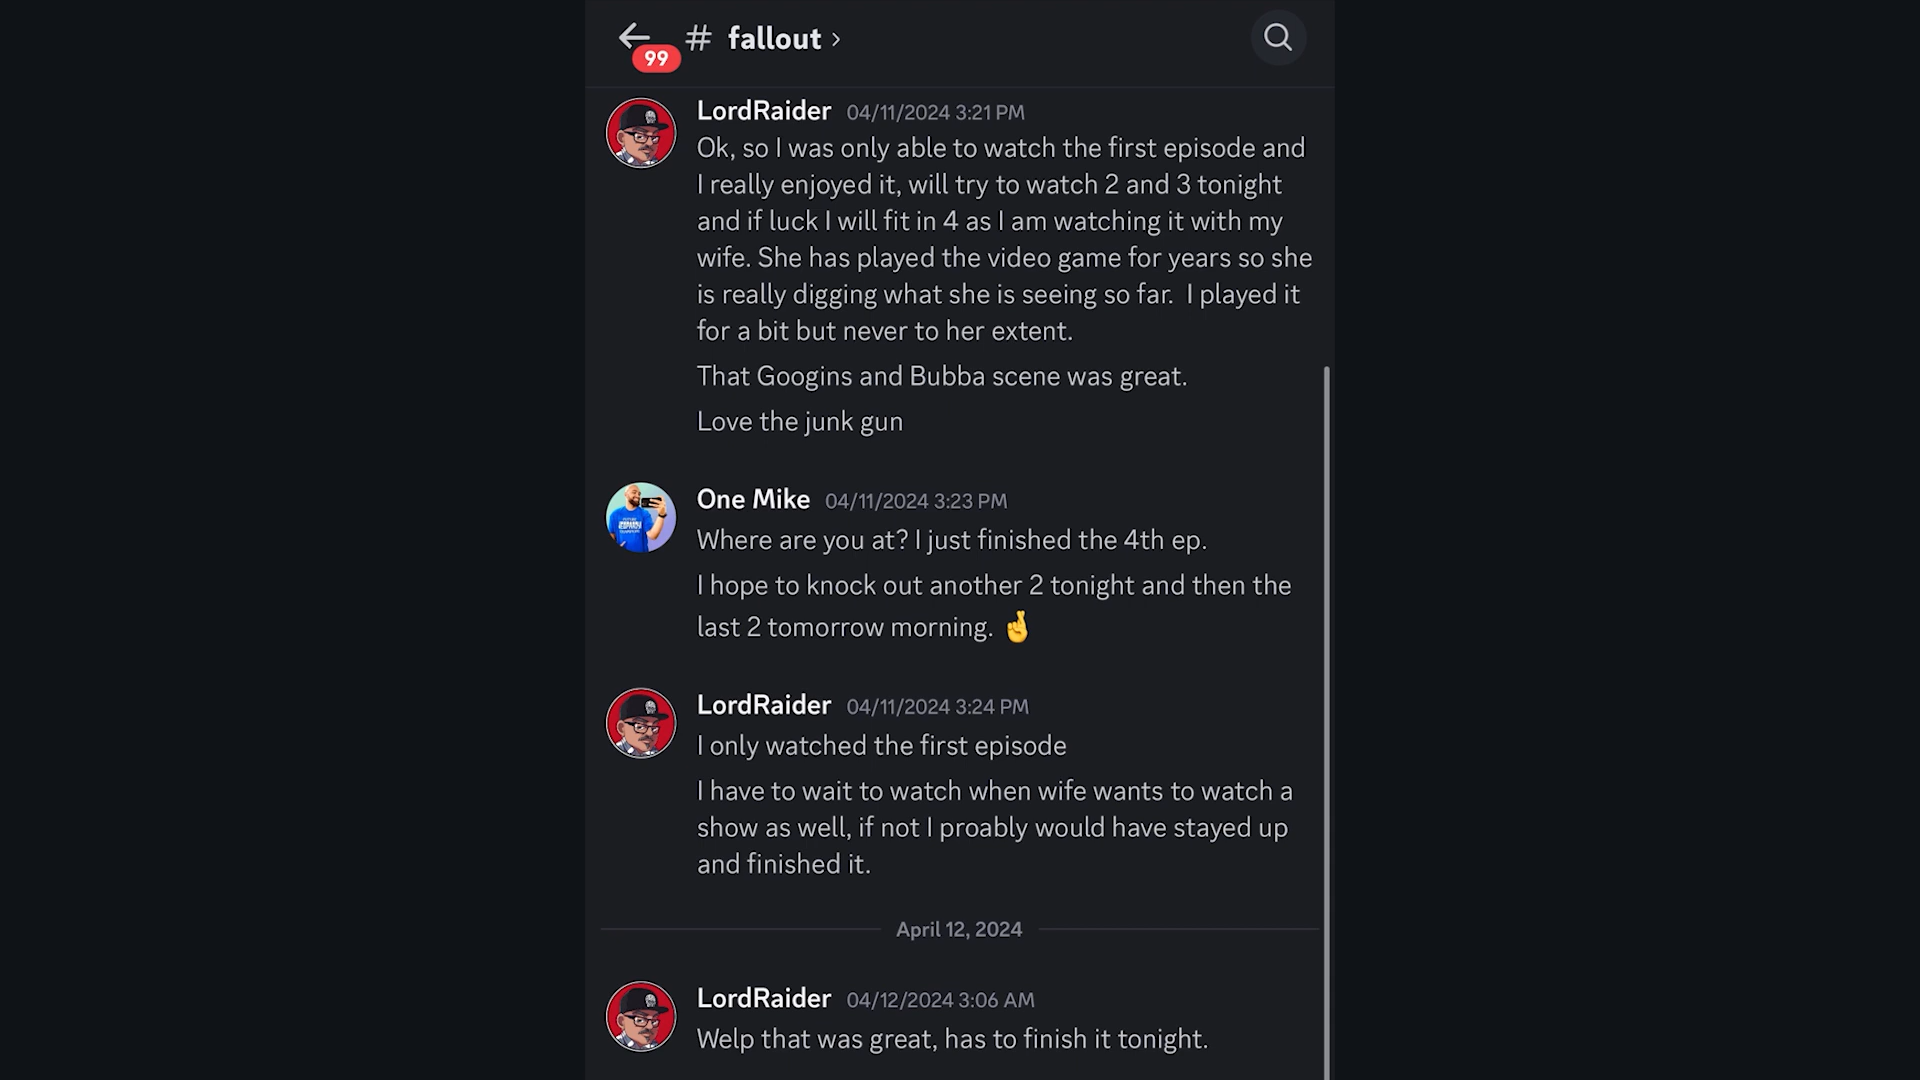 99
# fallout >
LordRaider 04/11/2024 3:21 PM
Ok, so I was only able to watch the first episode and
I really enjoyed it, will try to watch 2 and 3 tonight
and if luck I will fit in 4 as I am watching it with my
wife. She has played the video game for years so she
is really digging what she is seeing so far. I played it
for a bit but never to her extent.
That Googins and Bubba scene was great.
Love the junk gun
One Mike 04/11/2024 3:23 PM
Where are you at? I just finished the 4th ep.
I hope to knock out another 2 tonight and then the
last 2 tomorrow morning. 🤞
LordRaider 04/11/2024 3:24 PM
I only watched the first episode
I have to wait to watch when wife wants to watch a
show as well, if not I proably would have stayed up
and finished it.
April 12, 2024
LordRaider 04/12/2024 3:06 AM
Welp that was great, has to finish it tonight.